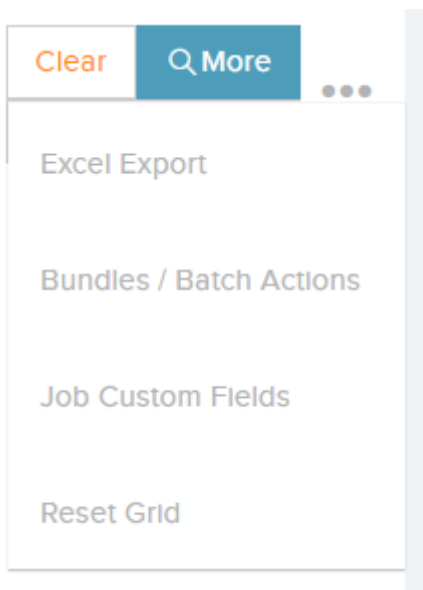 Clear More
Excel Export
Bundles / Batch Actions
Job Custom Fields
Reset Grid